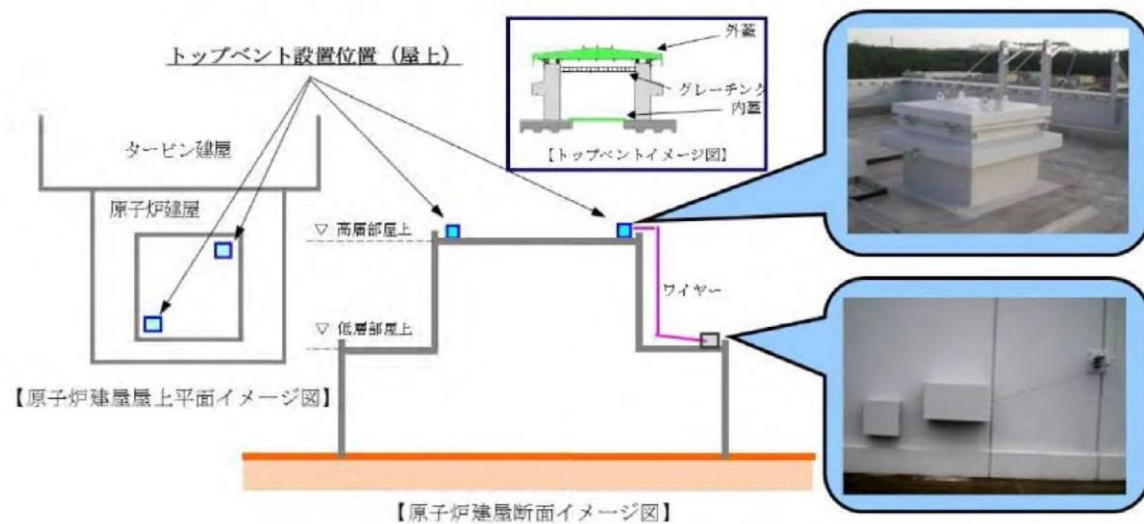 トップベント設置位置（屋上）
外蓋
グレーチング
内蓋
【トップベントイメージ図】
タービン建屋
原子炉建屋
▽ 高層部屋上
ワイヤー
▽ 低層部屋上
【原子炉建屋屋上平面イメージ図】
【原子炉建屋断面イメージ図】